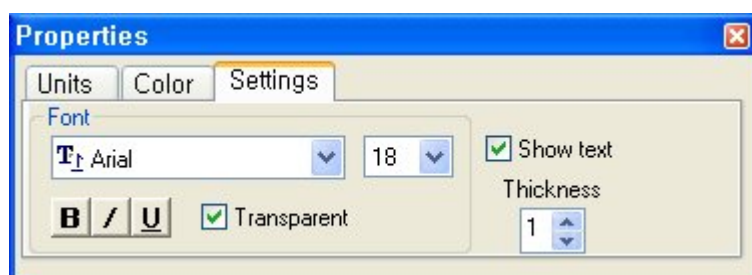 Properties
Units Color Settings
Font
Arial 18 Show text
Thickness
B I U Transparent 1